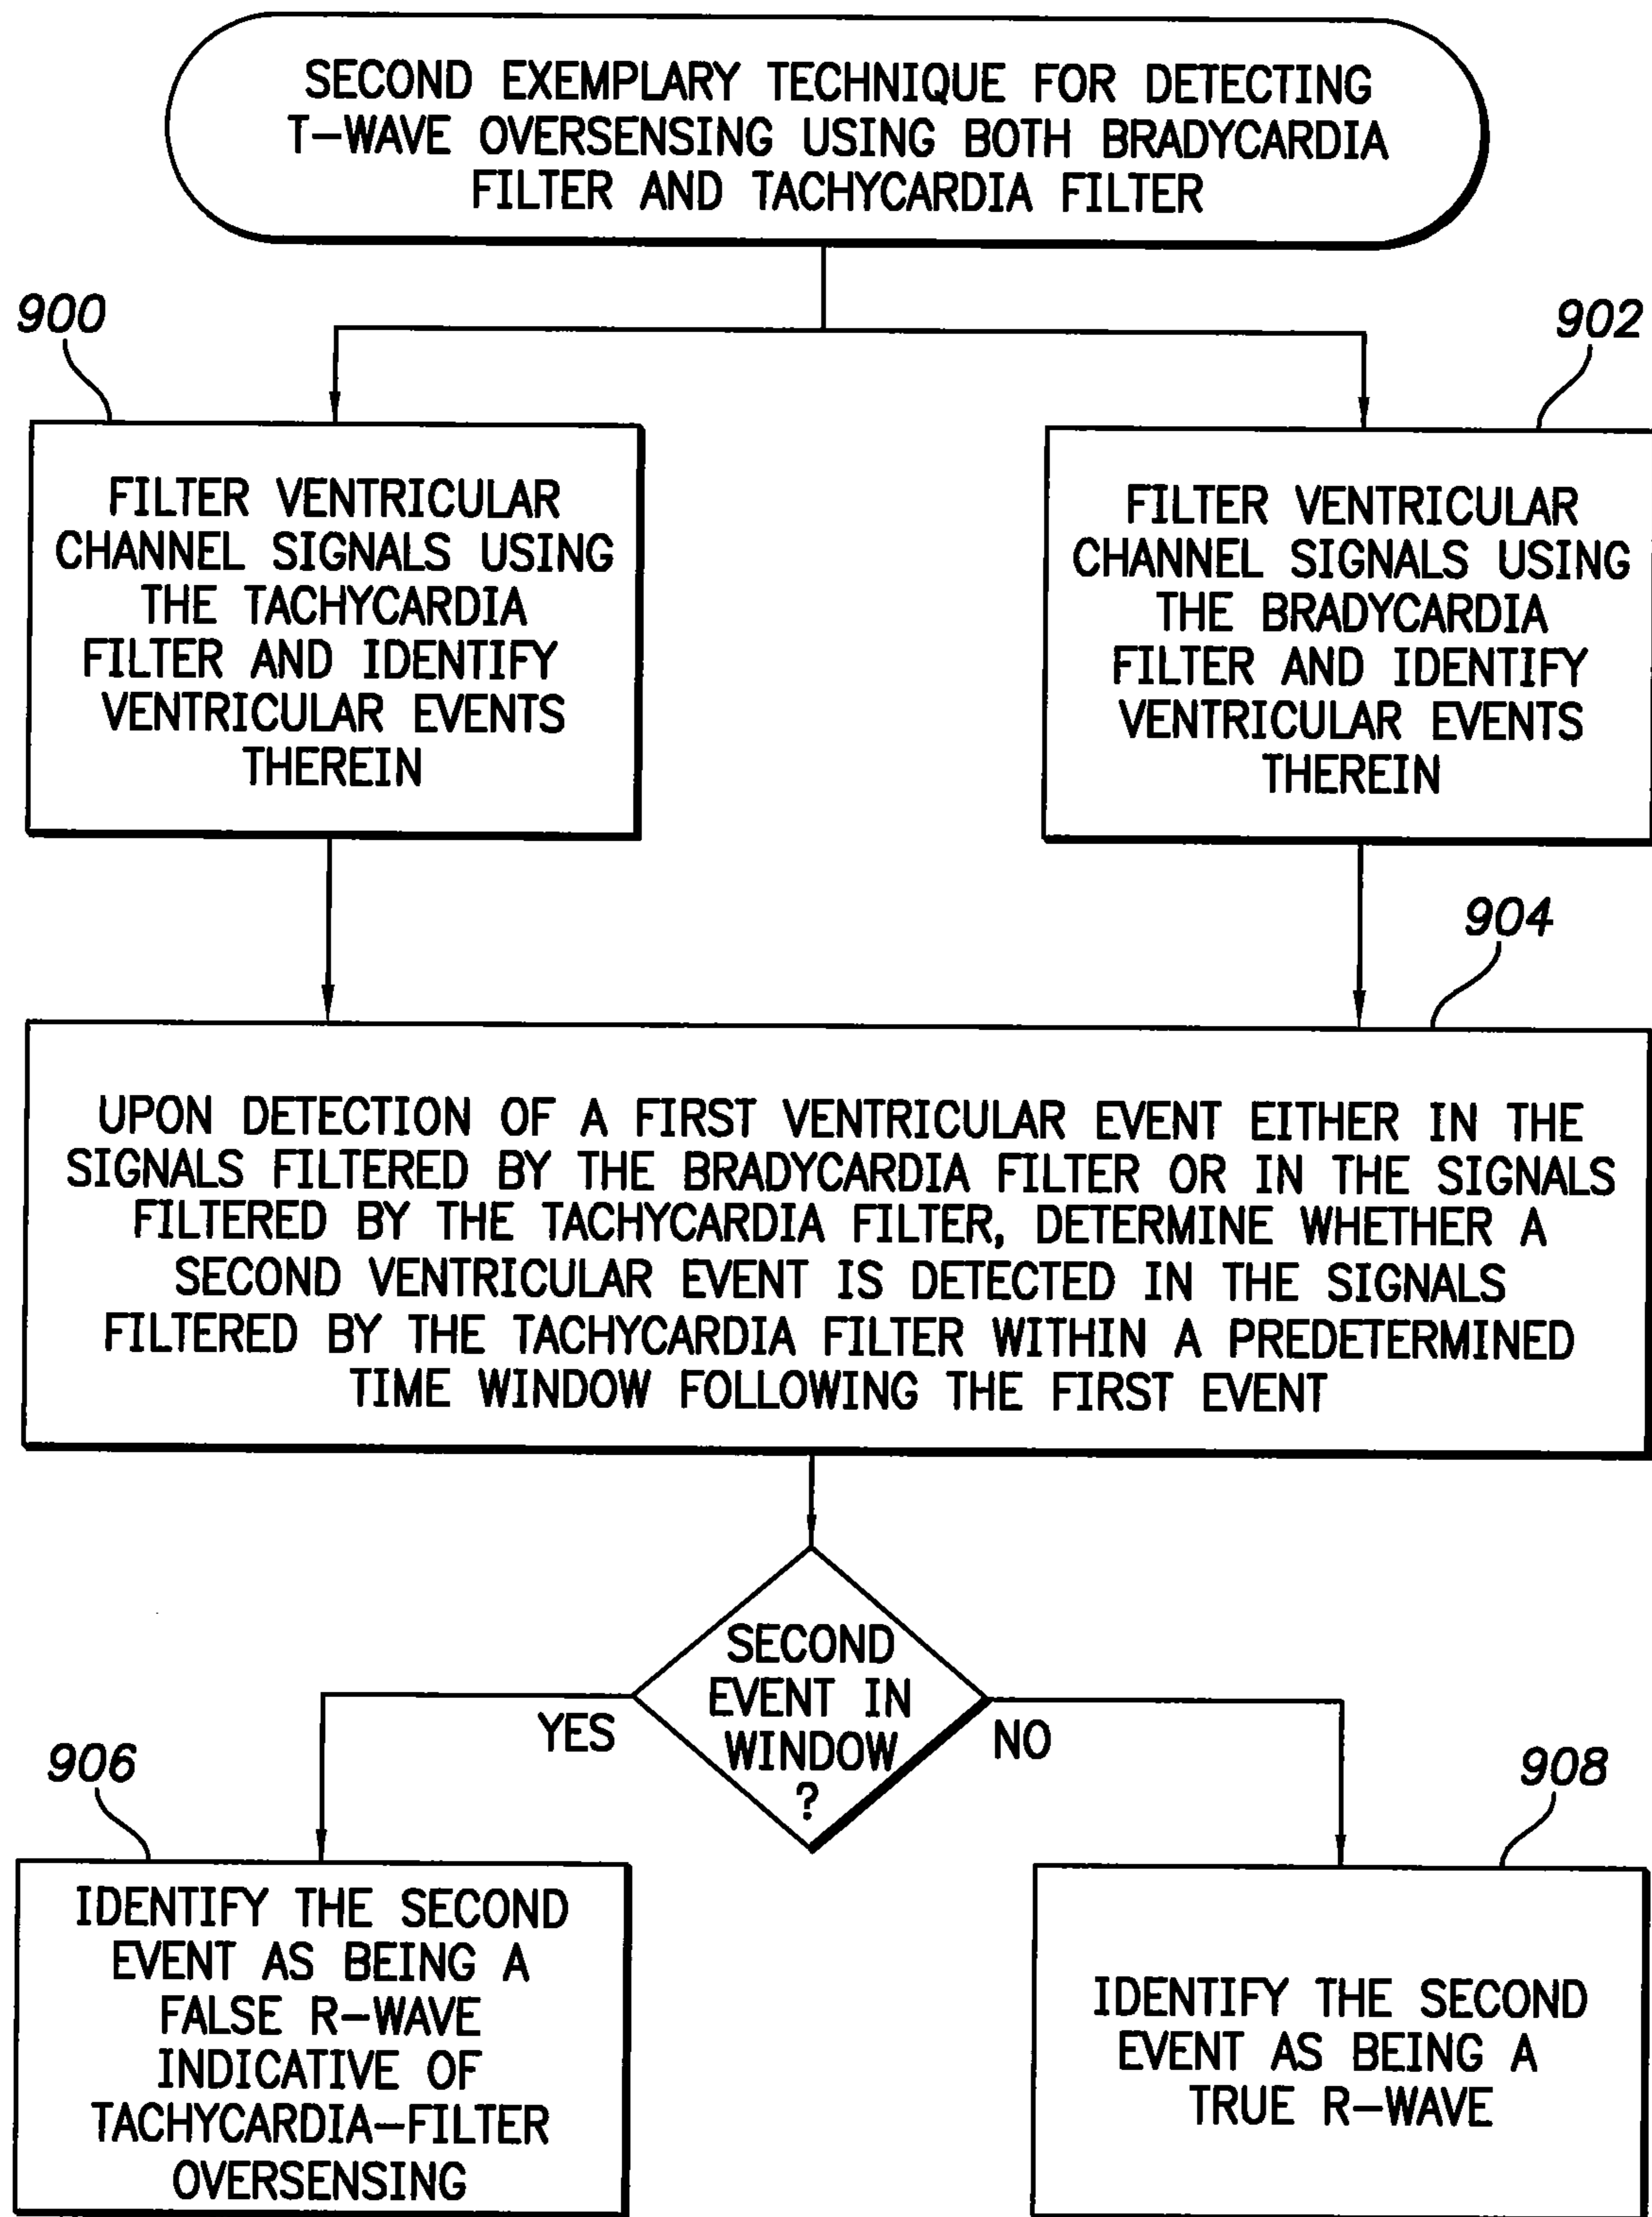 SECOND EXEMPLARY TECHNIQUE FOR DETECTING
T-WAVE OVERSENSING USING BOTH BRADYCARDIA
FILTER AND TACHYCARDIA FILTER
900
902
FILTER VENTRICULAR
CHANNEL SIGNALS USING
THE TACHYCARDIA
FILTER AND IDENTIFY
VENTRICULAR EVENTS
THEREIN
FILTER VENTRICULAR
CHANNEL SIGNALS USING
THE BRADYCARDIA
FILTER AND IDENTIFY
VENTRICULAR EVENTS
THEREIN
904
UPON DETECTION OF A FIRST VENTRICULAR EVENT EITHER IN THE
SIGNALS FILTERED BY THE BRADYCARDIA FILTER OR IN THE SIGNALS
FILTERED BY THE TACHYCARDIA FILTER, DETERMINE WHETHER A
SECOND VENTRICULAR EVENT IS DETECTED IN THE SIGNALS
FILTERED BY THE TACHYCARDIA FILTER WITHIN A PREDETERMINED
TIME WINDOW FOLLOWING THE FIRST EVENT
SECOND
EVENT IN
WINDOW
?
YES
NO
906
908
IDENTIFY THE SECOND
EVENT AS BEING A
FALSE R-WAVE
INDICATIVE OF
TACHYCARDIA-FILTER
OVERSENSING
IDENTIFY THE SECOND
EVENT AS BEING A
TRUE R-WAVE